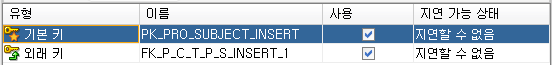 유형 이름 사용 지연 가능 상태
기본 키 PK_PRO_SUBJECT_INSERT 지연할 수 없음
외래 키 FK_P_C_T_P_S_INSERT_1 지연할 수 없음